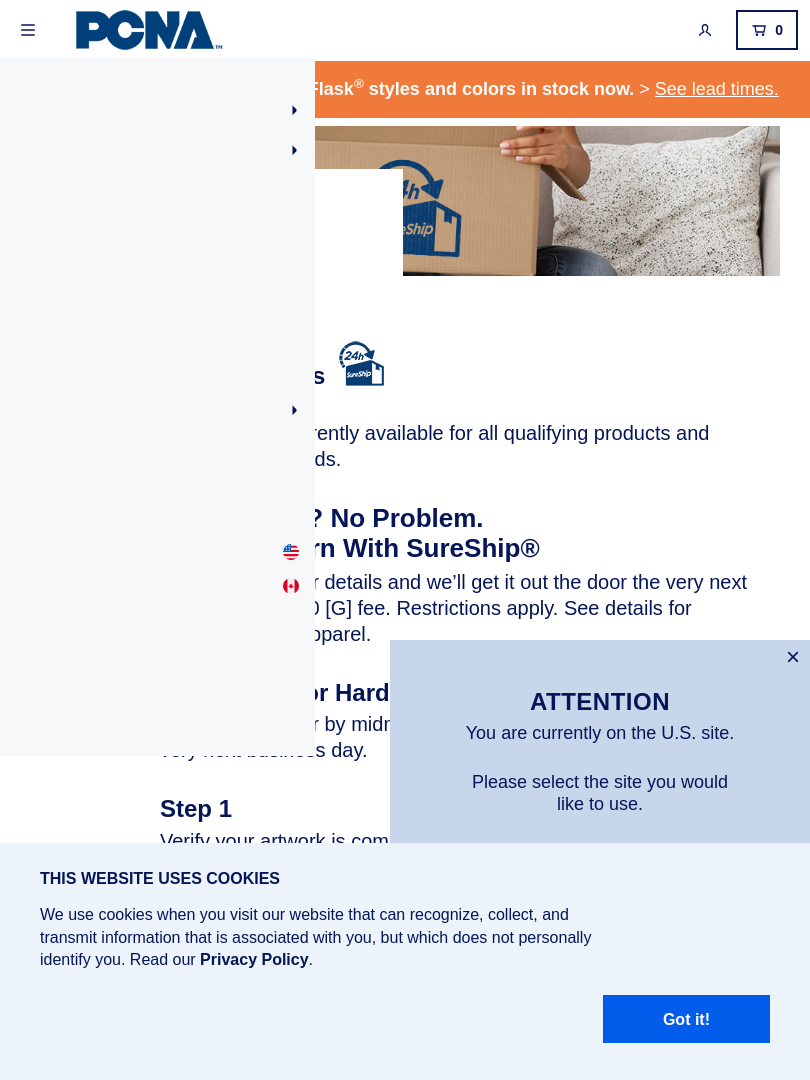 PCNA™
0
Flask® styles and colors in stock now. > See lead times.
24h
SureShip
s
24h
SureShip
rently available for all qualifying products and
ds.
? No Problem.
rn With SureShip®
r details and we’ll get it out the door the very next
[G] fee. Restrictions apply. See details for
pparel.
or Hard
r by midn
very next business day.
Step 1
Verify your artwork is com
×
ATTENTION
You are currently on the U.S. site.
Please select the site you would
like to use.
THIS WEBSITE USES COOKIES
We use cookies when you visit our website that can recognize, collect, and
transmit information that is associated with you, but which does not personally
identify you. Read our Privacy Policy.
Got it!